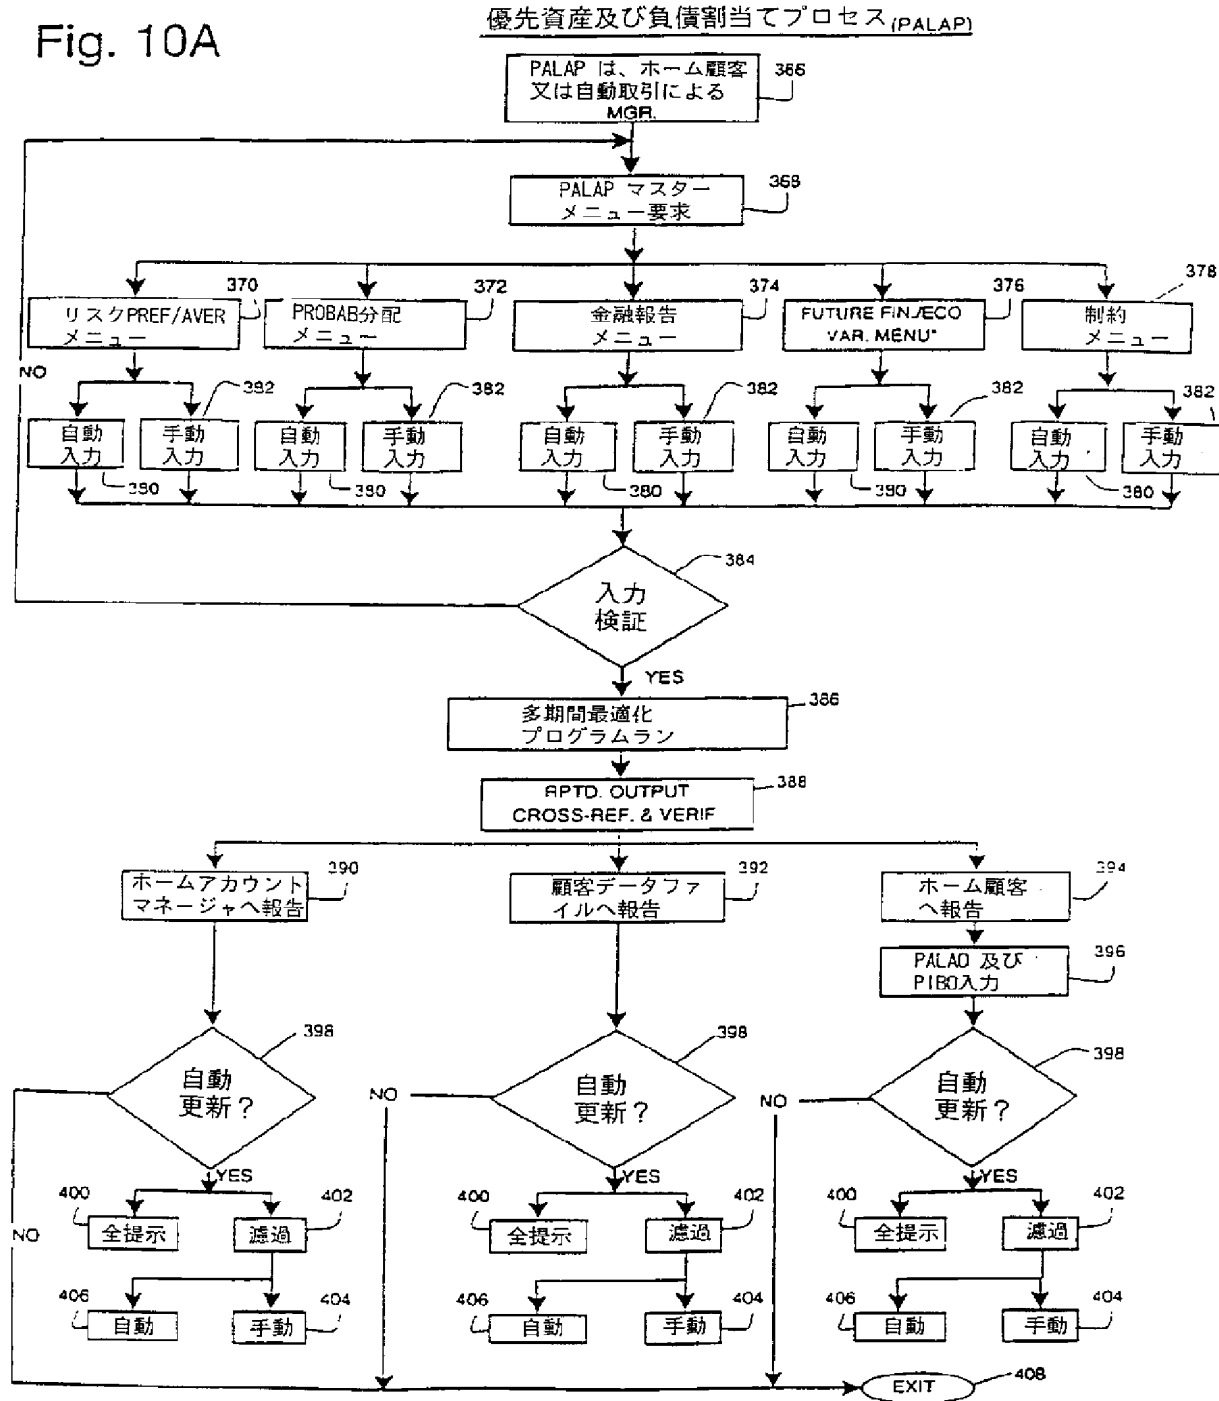 Fig. 10A
優先資産及び負債割当てプロセス(PALAP)
PALAP は、ホーム顧客
又は自動取引による
MGR.
366
PALAP マスター
メニュー要求
368
370
372
374
376
378
リスクPREF/AVER
メニュー
PROBAB分配
メニュー
金融報告
メニュー
FUTURE FIN./ECO
VAR. MENU"
制約
メニュー
NO
382
382
382
382
382
自動
入力
手動
入力
自動
入力
手動
入力
自動
入力
手動
入力
自動
入力
手動
入力
自動
入力
手動
入力
380
380
380
380
380
入力
検証
384
YES
多期間最適化
プログラムラン
386
RPTD. OUTPUT
CROSS-REF. & VERIF
388
ホームアカウント
マネージャへ報告
390
顧客データファ
イルへ報告
392
ホーム顧客
へ報告
394
PALAO 及び
PIBO入力
396
自動
更新?
398
自動
更新?
398
自動
更新?
398
NO
NO
NO
YES
YES
YES
400
全提示
402
濾過
400
全提示
402
濾過
400
全提示
402
濾過
406
自動
手動
404
406
自動
手動
404
406
自動
手動
404
EXIT
408